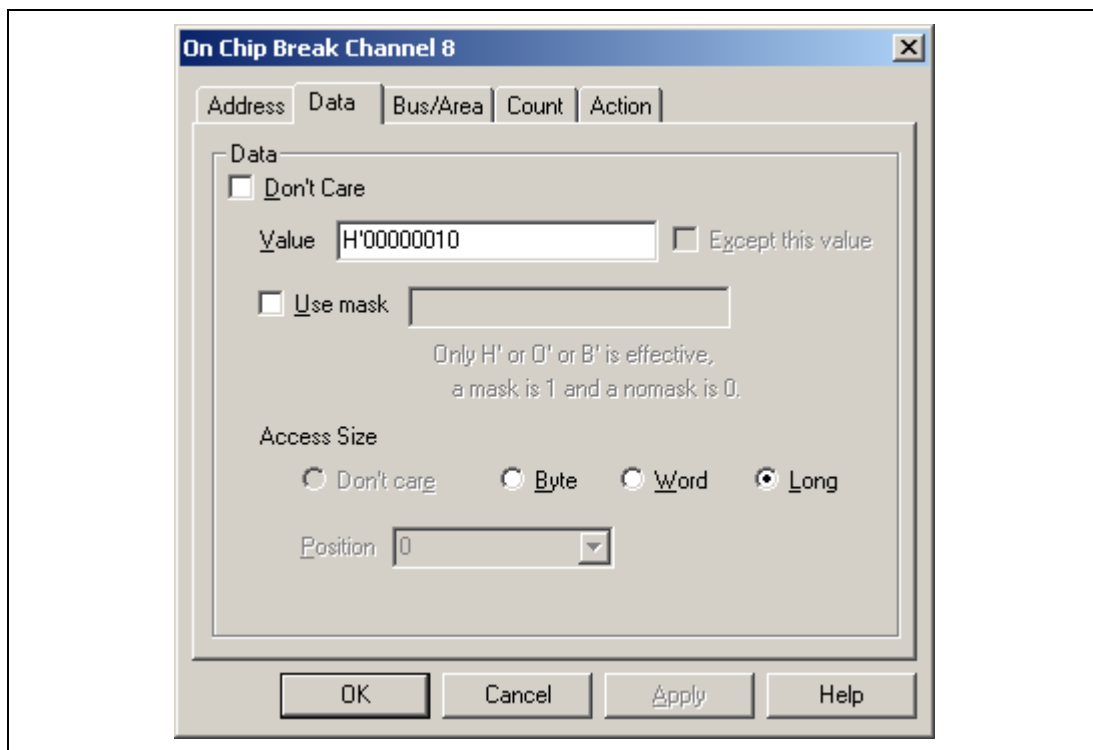 On Chip Break Channel 8
Address Data Bus/Area Count Action
Data
Don't Care
Value H'00000010 Except this value
Use mask
Only H' or O' or B' is effective,
a mask is 1 and a nomask is 0.
Access Size
Don't care Byte Word Long
Position 0
OK Cancel Apply Help